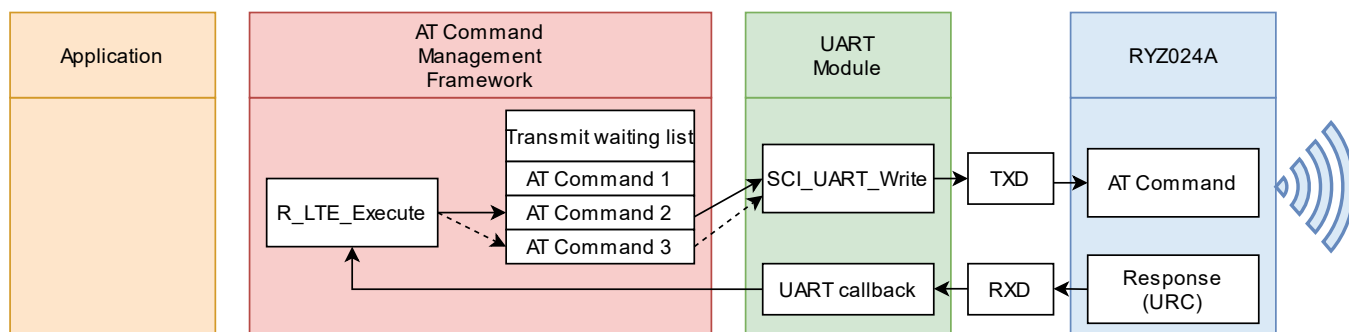 Application
AT Command
Management
Framework
UART
Module
RYZ024A
Transmit waiting list
AT Command 1
AT Command 2
AT Command 3
R_LTE_Execute
SCI_UART_Write
TXD
AT Command
UART callback
RXD
Response
(URC)